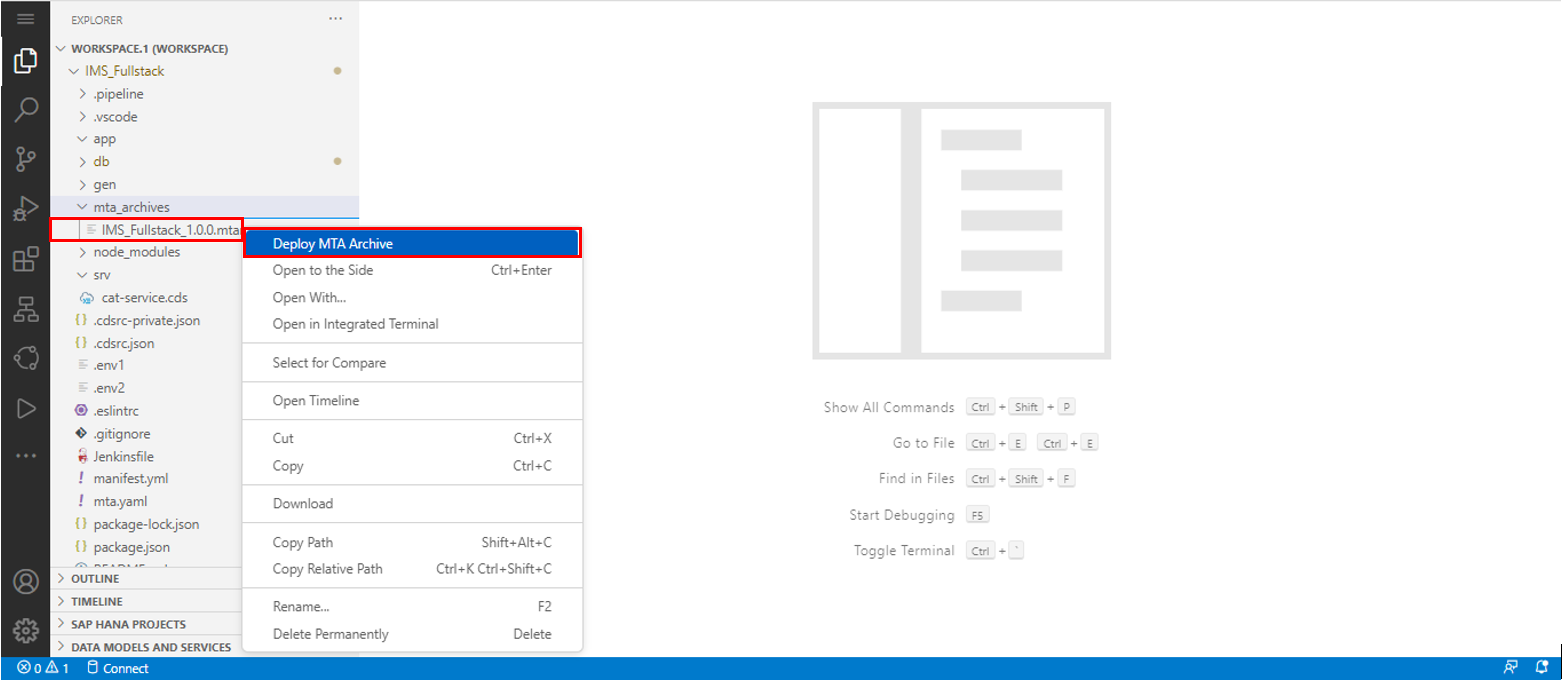 EXPLORER
WORKSPACE.1 (WORKSPACE)
IMS_Fullstack
.pipeline
.vscode
app
db
gen
mta_archives
IMS_Fullstack_1.0.0.mtar
node_modules
srv
cat-service.cds
.cdsrc-private.json
.cdsrc.json
.env1
.env2
.eslintrc
.gitignore
Jenkinsfile
manifest.yml
mta.yaml
package-lock.json
package.json
OUTLINE
TIMELINE
SAP HANA PROJECTS
DATA MODELS AND SERVICES
Deploy MTA Archive
Open to the Side Ctrl+Enter
Open With...
Open in Integrated Terminal
Select for Compare
Open Timeline
Cut Ctrl+X
Copy Ctrl+C
Download
Copy Path Shift+Alt+C
Copy Relative Path Ctrl+K Ctrl+Shift+C
Rename... F2
Delete Permanently Delete
Show All Commands Ctrl + Shift + P
Go to File Ctrl + E Ctrl + E
Find in Files Ctrl + Shift + F
Start Debugging F5
Toggle Terminal Ctrl + `
0 1 Connect